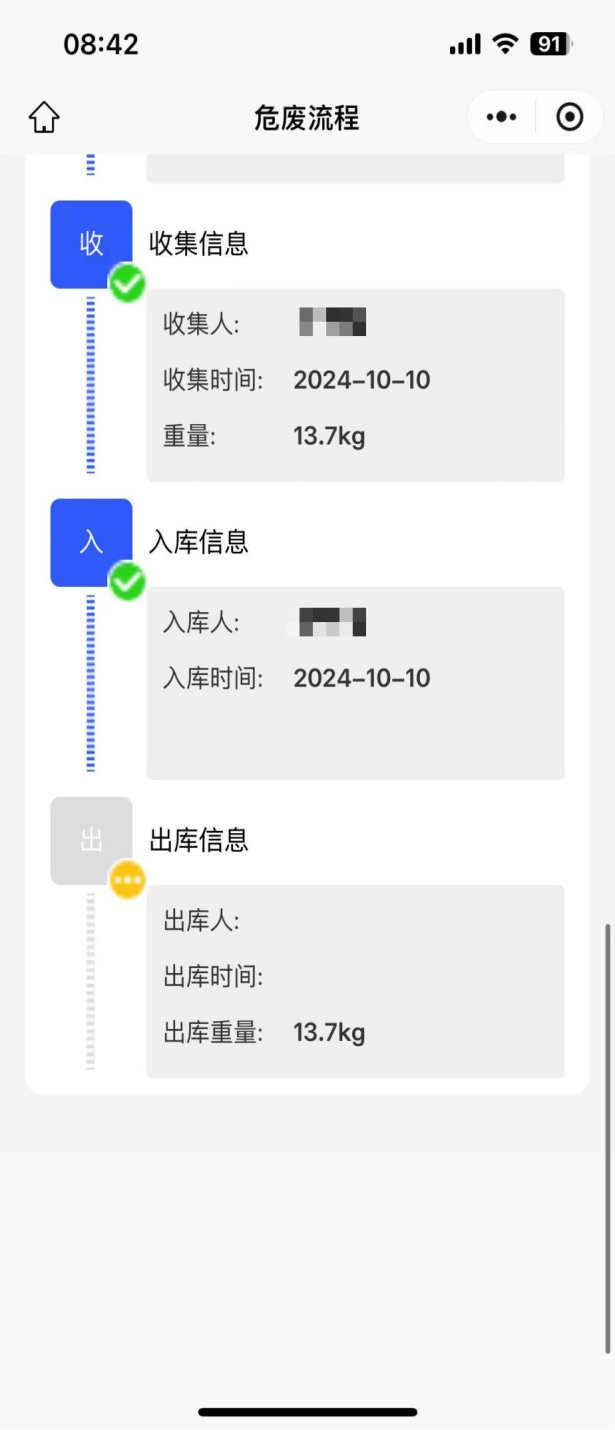 08:42
91
危废流程
收
收集信息
收集人:
收集时间: 2024-10-10
重量: 13.7kg
入
入库信息
入库人:
入库时间: 2024-10-10
出
出库信息
出库人:
出库时间:
出库重量: 13.7kg